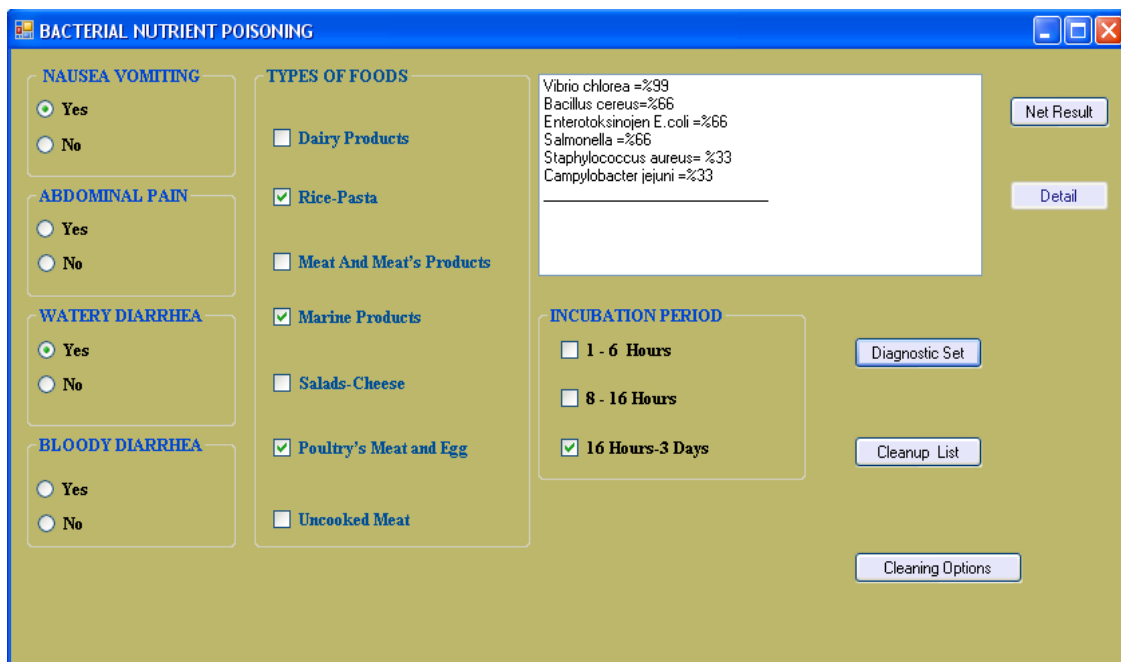 BACTERIAL NUTRIENT POISONING
NAUSEA VOMITING
Yes
No
ABDOMINAL PAIN
Yes
No
WATERY DIARRHEA
Yes
No
BLOODY DIARRHEA
Yes
No
TYPES OF FOODS
Dairy Products
Rice-Pasta
Meat And Meat's Products
Marine Products
Salads-Cheese
Poultry's Meat and Egg
Uncooked Meat
Vibrio chlorea =%99
Bacillus cereus=%66
Enterotoksinojen E.coli =%66
Salmonella =%66
Staphylococcus aureus= %33
Campylobacter jejuni =%33
INCUBATION PERIOD
1 - 6 Hours
8 - 16 Hours
16 Hours-3 Days
Net Result
Detail
Diagnostic Set
Cleanup List
Cleaning Options